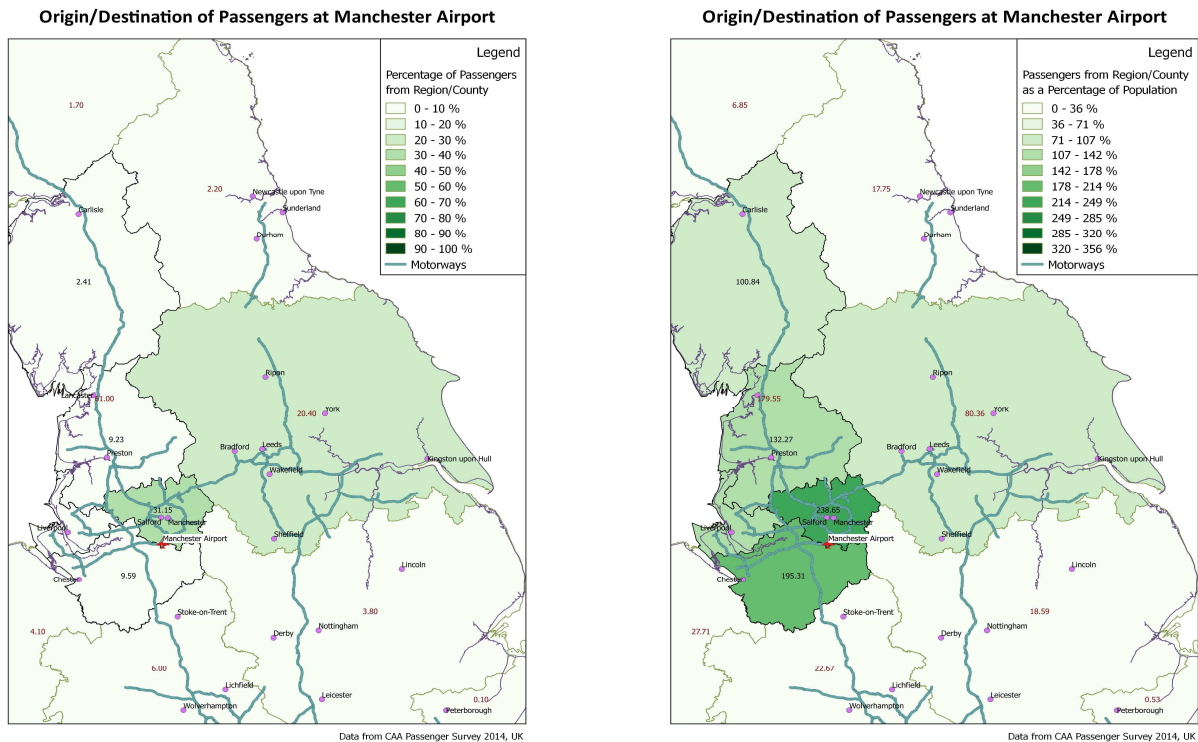 Origin/Destination of Passengers at Manchester Airport
Legend
Percentage of Passengers
from Region/County
0 - 10 %
10 - 20 %
20 - 30 %
30 - 40 %
40 - 50 %
50 - 60 %
60 - 70 %
70 - 80 %
80 - 90 %
90 - 100 %
Motorways
1.70
2.20
Newcastle upon Tyne
Carlisle
Sunderland
Durham
2.41
Ripon
Lancaster
61.00
20.40
York
9.23
Preston
Bradford
Leeds
Kingston upon Hull
Wakefield
31.15
Salford
Manchester
Liverpool
Sheffield
Manchester Airport
Chester
9.59
Lincoln
Stoke-on-Trent
3.80
4.10
Derby
Nottingham
6.00
Lichfield
Leicester
0.10
Wolverhampton
Peterborough
Data from CAA Passenger Survey 2014, UK
Origin/Destination of Passengers at Manchester Airport
Legend
Passengers from Region/County
as a Percentage of Population
0 - 36 %
36 - 71 %
71 - 107 %
107 - 142 %
142 - 178 %
178 - 214 %
214 - 249 %
249 - 285 %
285 - 320 %
320 - 356 %
Motorways
6.85
17.75
Newcastle upon Tyne
Carlisle
Sunderland
Durham
100.84
Ripon
179.55
80.36
York
132.27
Preston
Bradford
Leeds
Kingston upon Hull
Wakefield
238.65
Salford
Manchester
Liverpool
Sheffield
Manchester Airport
Chester
195.31
Lincoln
Stoke-on-Trent
18.59
27.71
Derby
Nottingham
22.67
Lichfield
Leicester
0.53
Wolverhampton
Peterborough
Data from CAA Passenger Survey 2014, UK